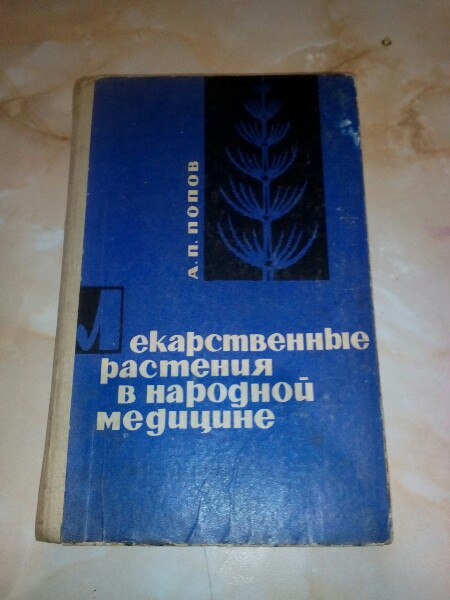 А. П. ПОПОВ
Лекарственные
растения
в народной
медицине